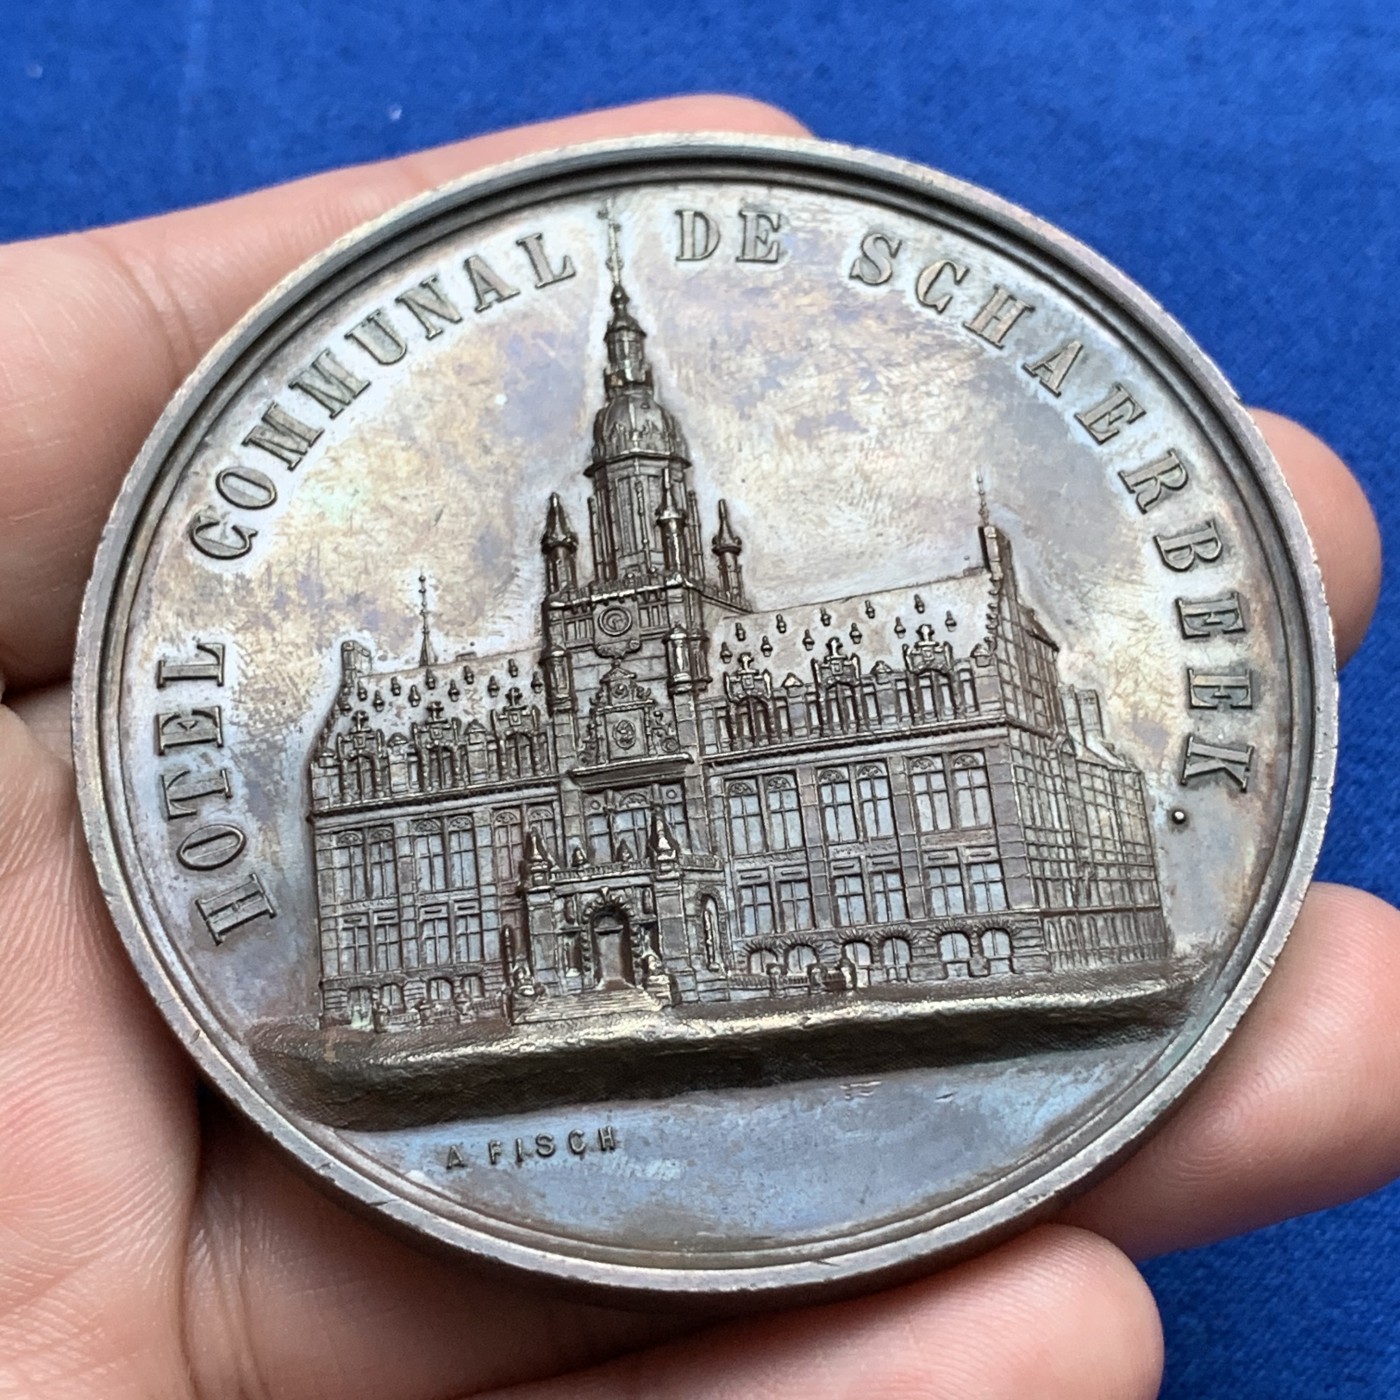 HOTEL COMMUNAL DE SCHAERBEEK.
A FISCH